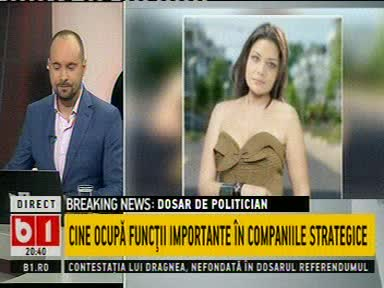 DIRECT
BREAKING NEWS: DOSAR DE POLITICIAN
b1
20:40
CINE OCUPĂ FUNCȚII IMPORTANTE ÎN COMPANIILE STRATEGICE
B1.RO
CONTESTAȚIA LUI DRAGNEA, NEFONDATĂ ÎN DOSARUL REFERENDUMUL